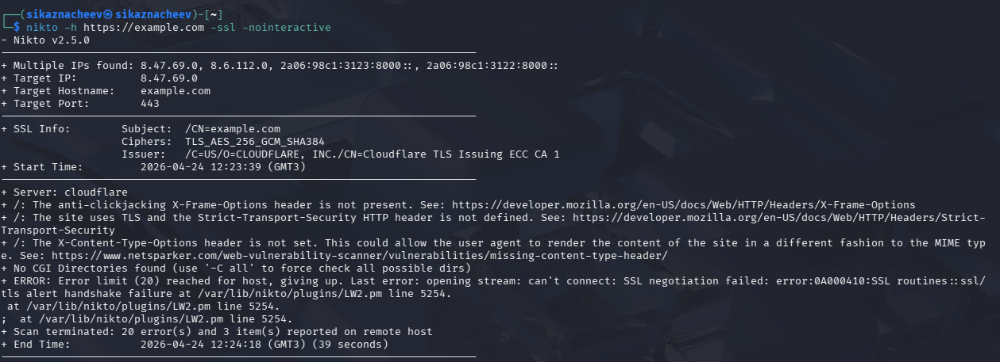 ┌──(sikaznacheev㉿sikaznacheev)-[~]
└─$ nikto -h https://example.com -ssl -nointeractive
- Nikto v2.5.0
---------------------------------------------------------------------------
+ Multiple IPs found: 8.47.69.0, 8.6.112.0, 2a06:98c1:3123:8000::, 2a06:98c1:3122:8000::
+ Target IP:          8.47.69.0
+ Target Hostname:    example.com
+ Target Port:        443
---------------------------------------------------------------------------
+ SSL Info:        Subject:  /CN=example.com
                   Ciphers:  TLS_AES_256_GCM_SHA384
                   Issuer:   /C=US/O=CLOUDFLARE, INC./CN=Cloudflare TLS Issuing ECC CA 1
+ Start Time:         2026-04-24 12:23:39 (GMT3)
---------------------------------------------------------------------------
+ Server: cloudflare
+ /: The anti-clickjacking X-Frame-Options header is not present. See: https://developer.mozilla.org/en-US/docs/Web/HTTP/Headers/X-Frame-Options
+ /: The site uses TLS and the Strict-Transport-Security HTTP header is not defined. See: https://developer.mozilla.org/en-US/docs/Web/HTTP/Headers/Strict-
Transport-Security
+ /: The X-Content-Type-Options header is not set. This could allow the user agent to render the content of the site in a different fashion to the MIME typ
e. See: https://www.netsparker.com/web-vulnerability-scanner/vulnerabilities/missing-content-type-header/
+ No CGI Directories found (use '-C all' to force check all possible dirs)
+ ERROR: Error limit (20) reached for host, giving up. Last error: opening stream: can't connect: SSL negotiation failed: error:0A000410:SSL routines::ssl/
tls alert handshake failure at /var/lib/nikto/plugins/LW2.pm line 5254.
 at /var/lib/nikto/plugins/LW2.pm line 5254.
;  at /var/lib/nikto/plugins/LW2.pm line 5254.
+ Scan terminated: 20 error(s) and 3 item(s) reported on remote host
+ End Time:           2026-04-24 12:24:18 (GMT3) (39 seconds)
---------------------------------------------------------------------------